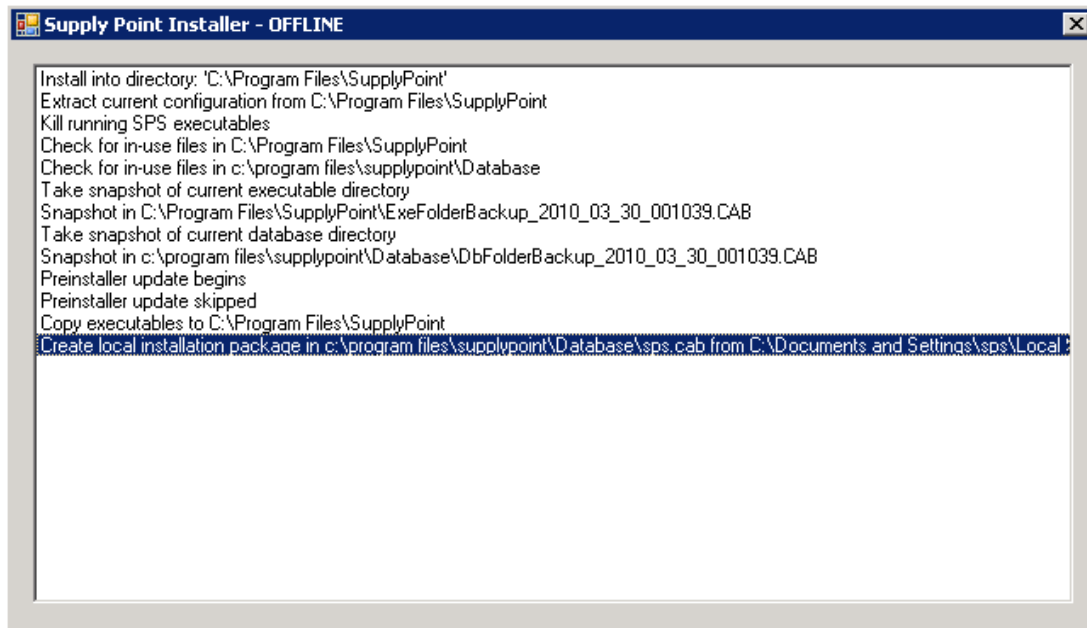 Supply Point Installer - OFFLINE
Install into directory: 'C:\Program Files\SupplyPoint'
Extract current configuration from C:\Program Files\SupplyPoint
Kill running SPS executables
Check for in-use files in C:\Program Files\SupplyPoint
Check for in-use files in c:\program files\supplypoint\Database
Take snapshot of current executable directory
Snapshot in C:\Program Files\SupplyPoint\ExeFolderBackup_2010_03_30_001039.CAB
Take snapshot of current database directory
Snapshot in c:\program files\supplypoint\Database\DbFolderBackup_2010_03_30_001039.CAB
Preinstaller update begins
Preinstaller update skipped
Copy executables to C:\Program Files\SupplyPoint
Create local installation package in c:\program files\supplypoint\Database\sps.cab from C:\Documents and Settings\sps\Local